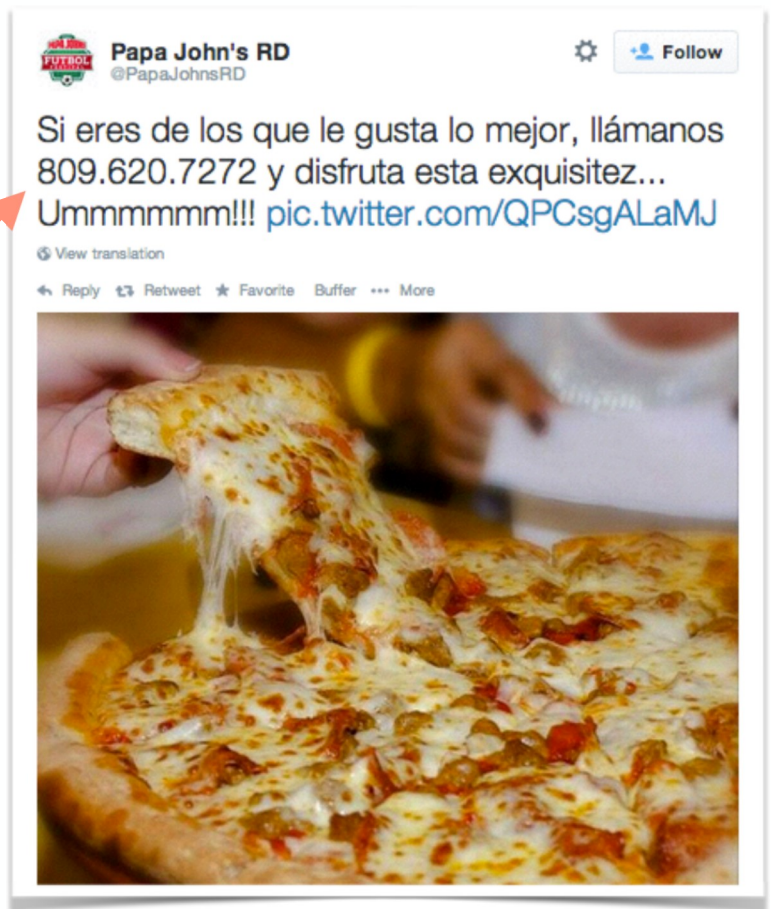 Papa John's RD
@PapaJohnsRD
Follow
FUTBOL
Si eres de los que le gusta lo mejor, llámanos
809.620.7272 y disfruta esta exquisitez...
Ummmmmm!!! pic.twitter.com/QPCsgALaMJ
View translation
Reply Retweet Favorite Buffer More